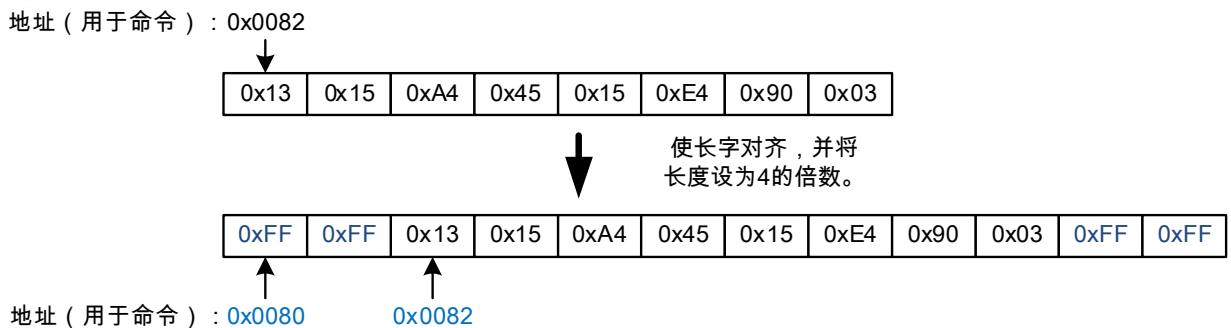 地址（用于命令）：0x0082
0x13 0x15 0xA4 0x45 0x15 0xE4 0x90 0x03
使长字对齐，并将
长度设为4的倍数。
0xFF 0xFF 0x13 0x15 0xA4 0x45 0x15 0xE4 0x90 0x03 0xFF 0xFF
地址（用于命令）：0x0080 0x0082